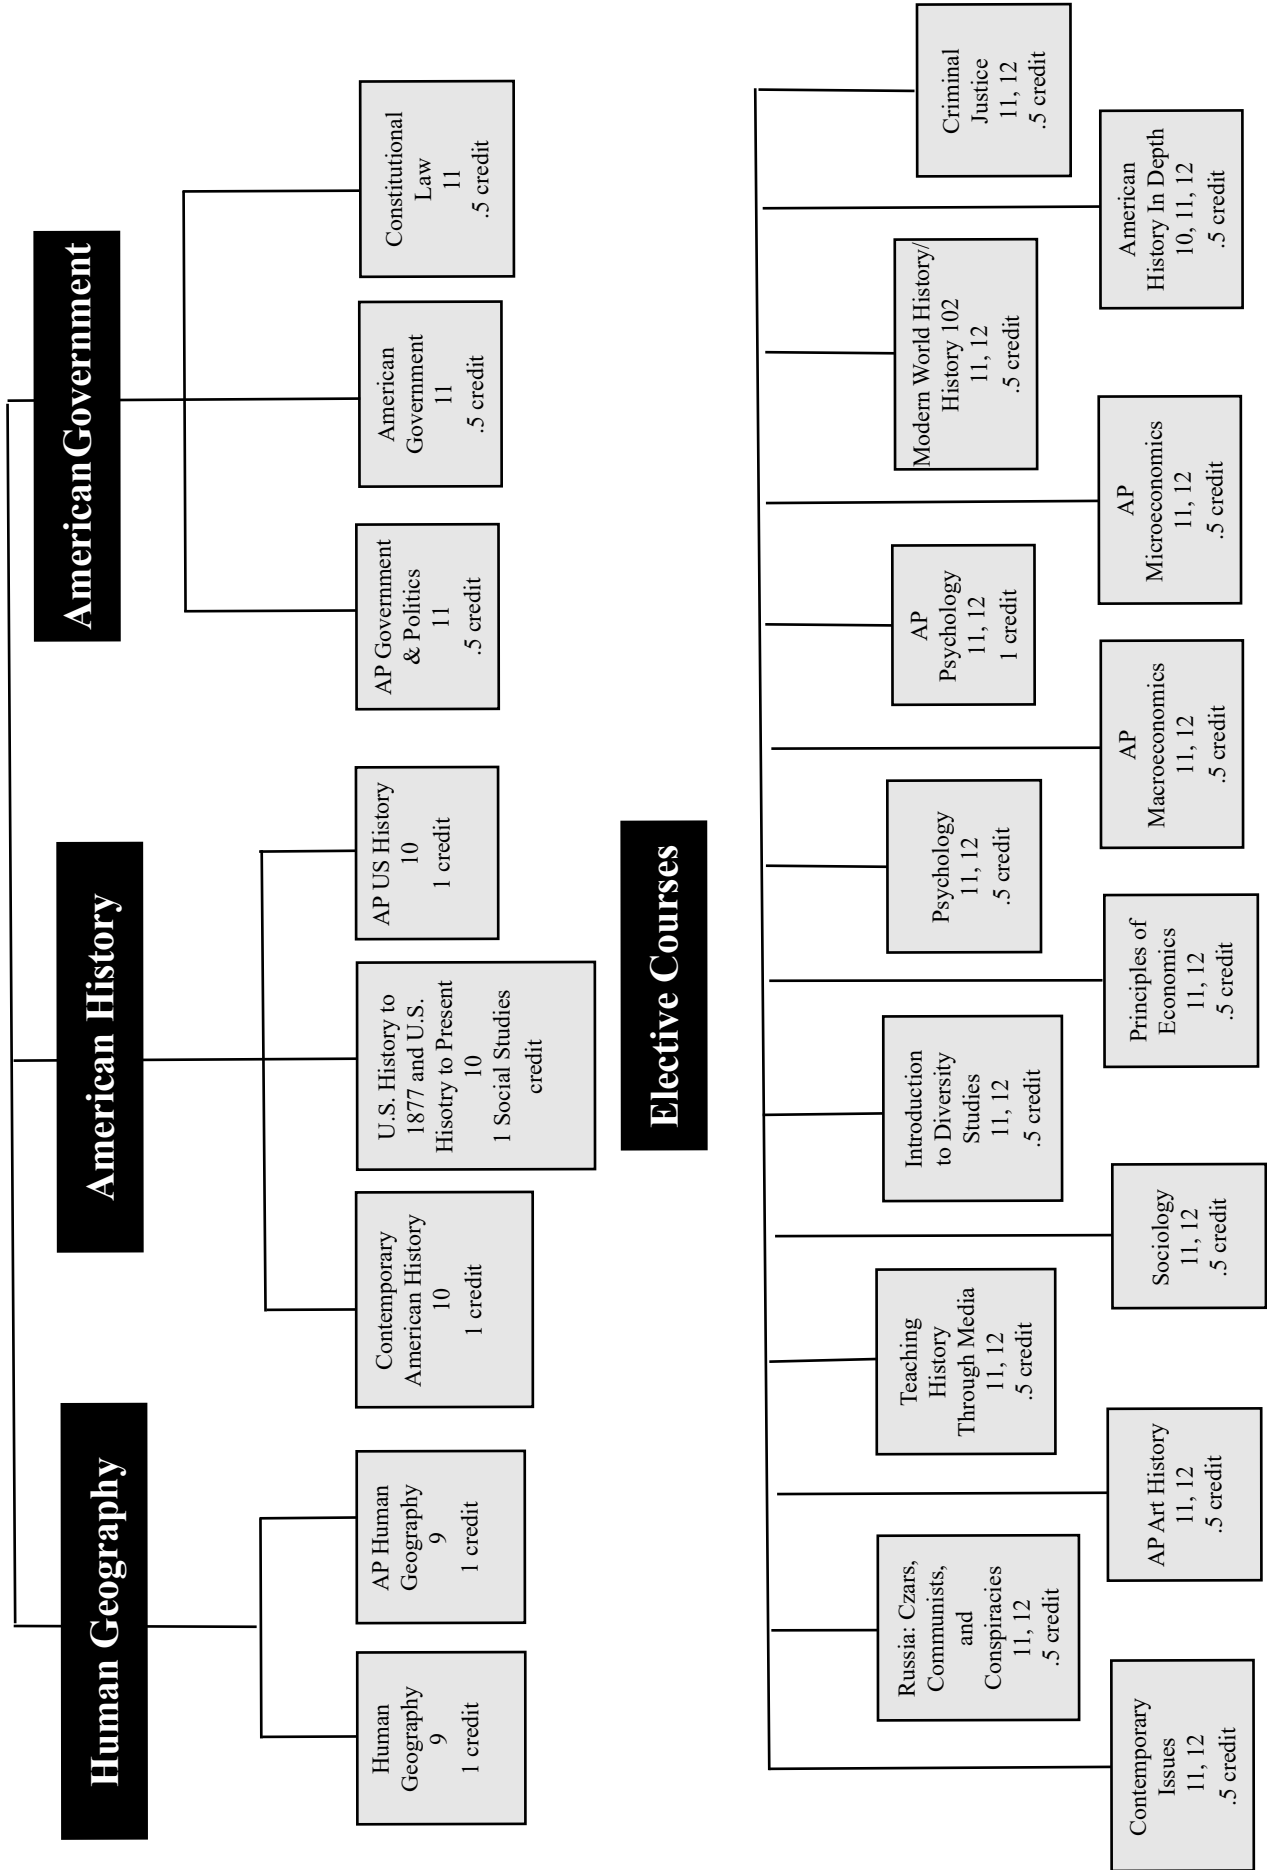 Human Geography
American History
American Government
Human
Geography
9
1 credit
AP Human
Geography
9
1 credit
Contemporary
American History
10
1 credit
U.S. History to
1877 and U.S.
Hisotry to Present
10
1 Social Studies
credit
AP US History
10
1 credit
AP Government
& Politics
11
.5 credit
American
Government
11
.5 credit
Constitutional
Law
11
.5 credit
Elective Courses
Russia: Czars,
Communists,
and
Conspiracies
11, 12
.5 credit
Teaching
History
Through Media
11, 12
.5 credit
Introduction
to Diversity
Studies
11, 12
.5 credit
Psychology
11, 12
.5 credit
AP
Psychology
11, 12
1 credit
Modern World History/
History 102
11, 12
.5 credit
Criminal
Justice
11, 12
.5 credit
Contemporary
Issues
11, 12
.5 credit
AP Art History
11, 12
.5 credit
Sociology
11, 12
.5 credit
Principles of
Economics
11, 12
.5 credit
AP
Macroeconomics
11, 12
.5 credit
AP
Microeconomics
11, 12
.5 credit
American
History In Depth
10, 11, 12
.5 credit